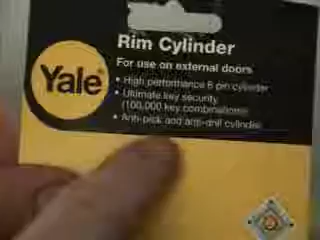 Yale®
Rim Cylinder
For use on external doors
• High performance 6 pin cylinder
• Ultimate key security
(100,000 key combinations)
• Anti-pick and anti-drill cylinder